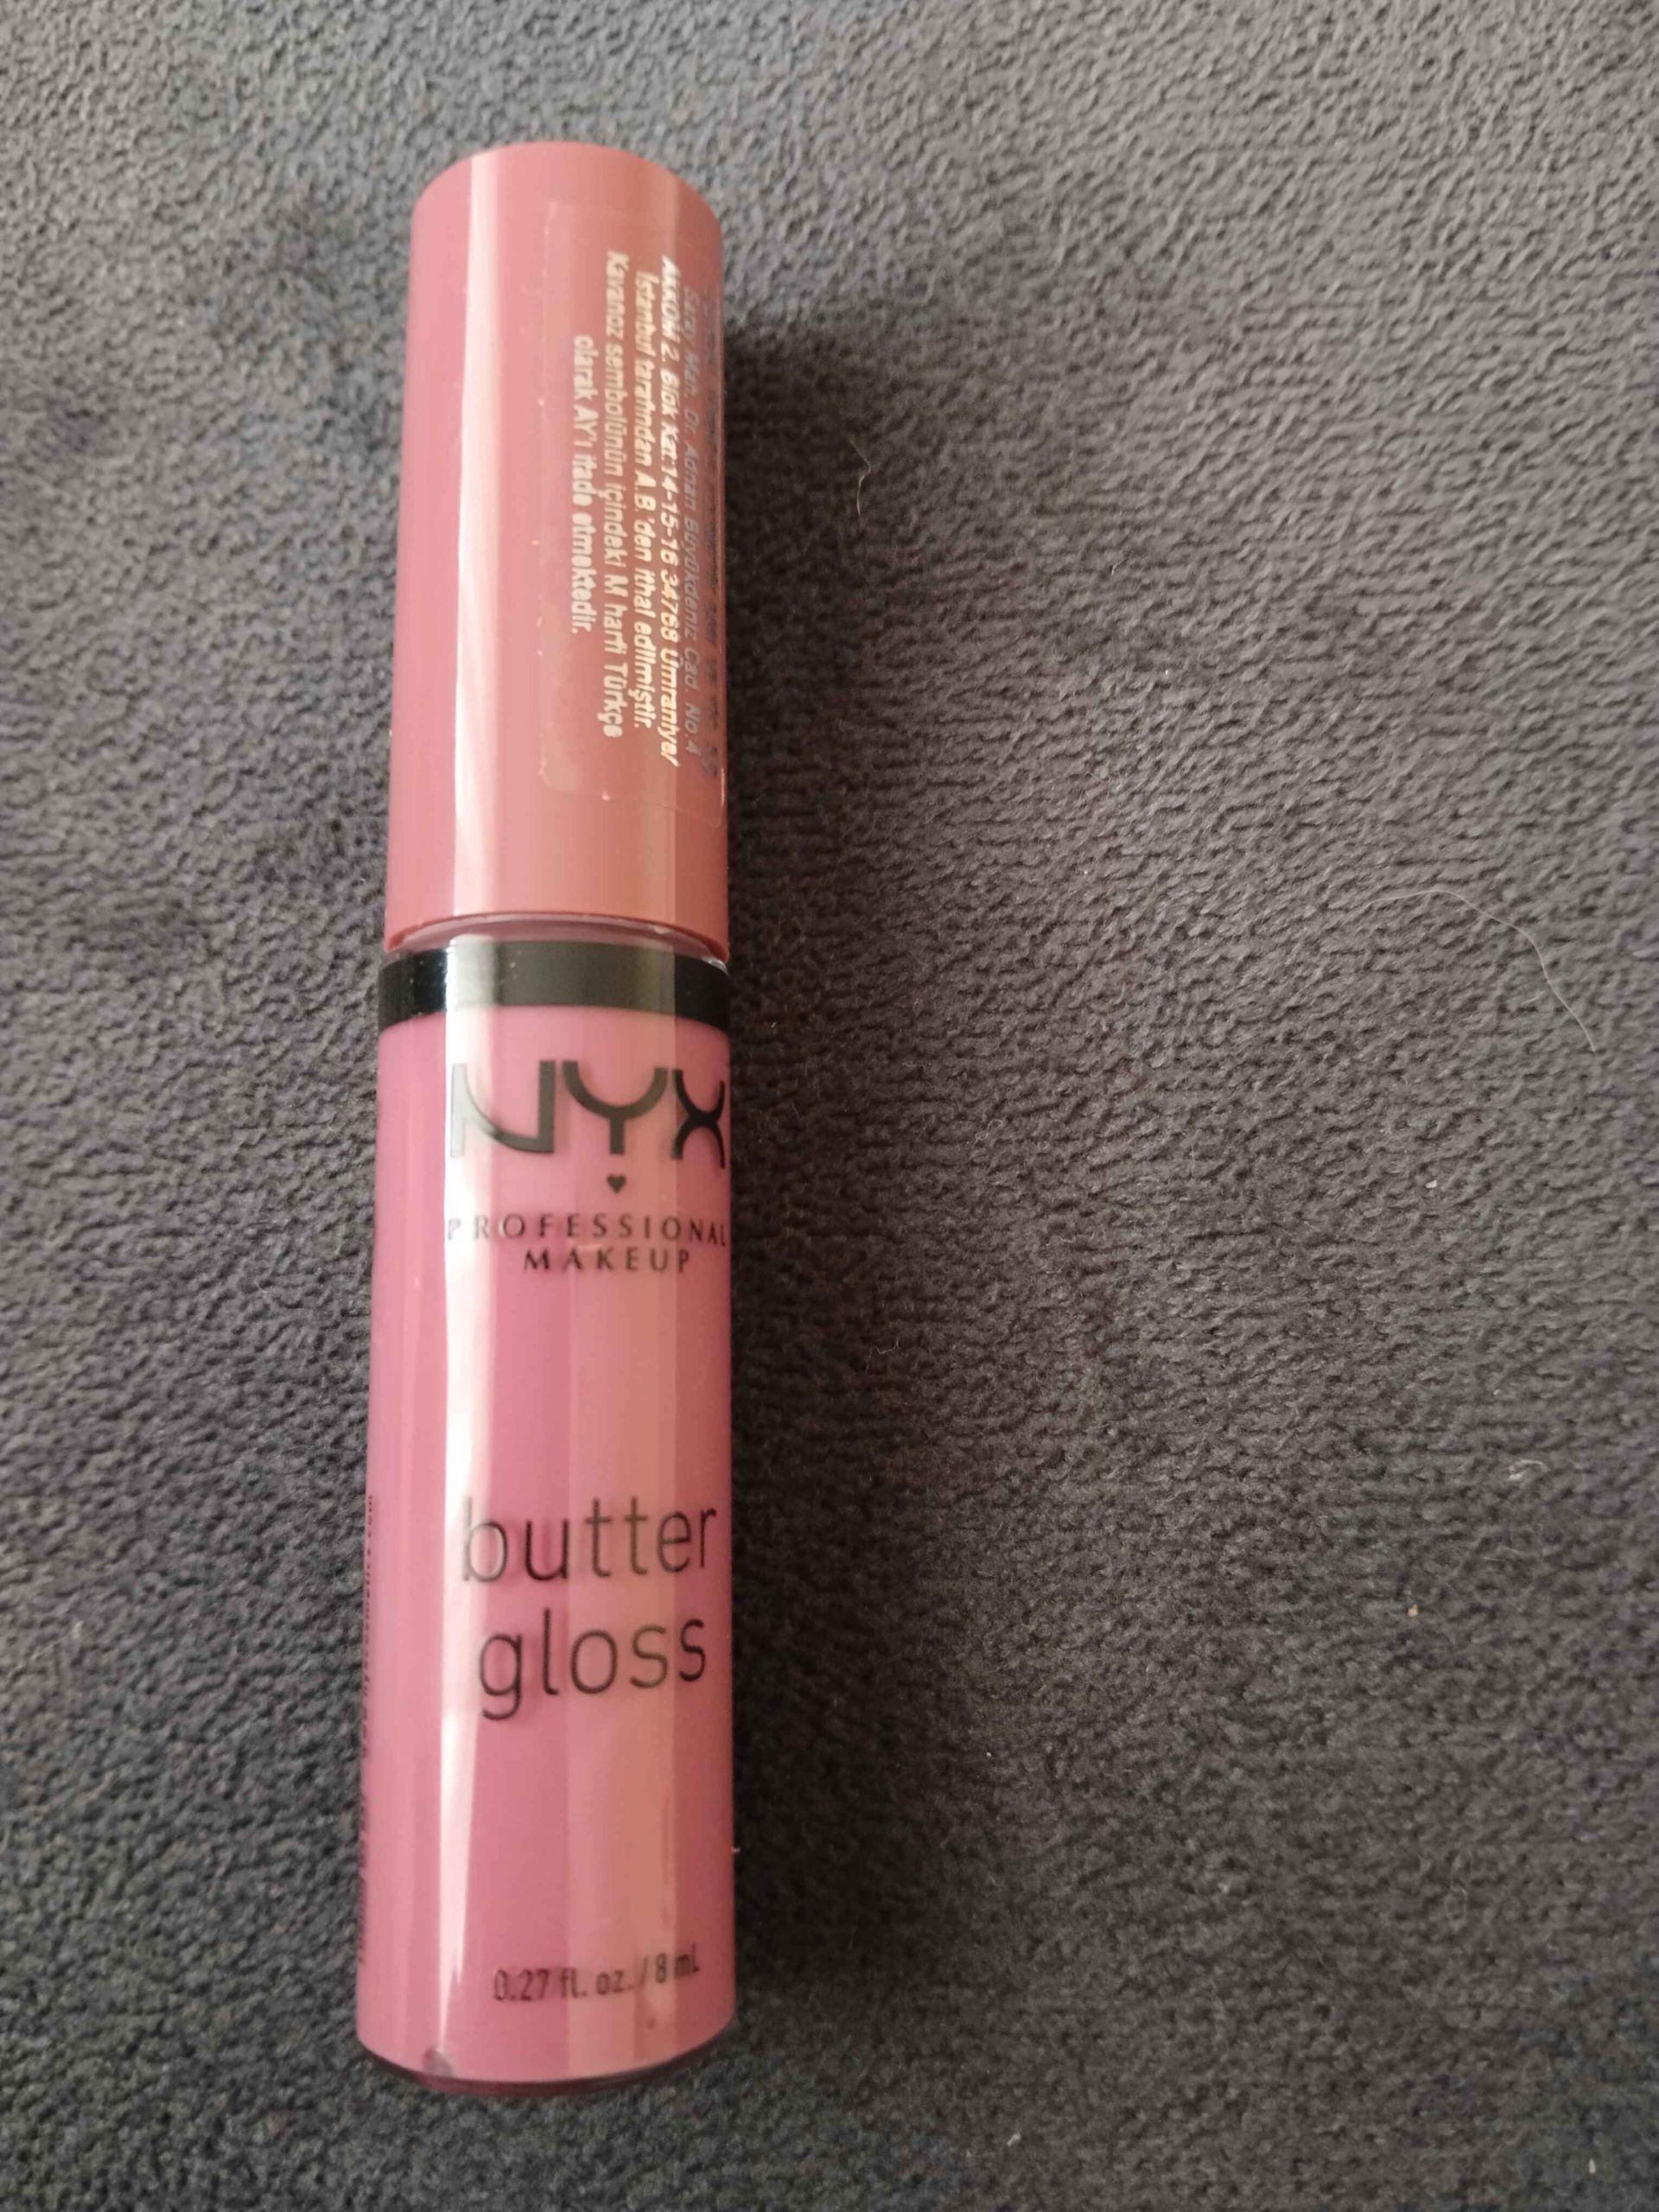 Saray Mah. Dr. Adnan Büyükdeniz Cad. No:4
AKKOM 2. Blok Kat:14-15-16 34768 Ümraniye/
İstanbul tarafından A.B.'den ithal edilmiştir.
Kavanoz sembolünün içindeki M harfi Türkçe
olarak AY'ı ifade etmektedir.
NYX
PROFESSIONAL
MAKEUP
butter
gloss
0.27 fl. oz. / 8 mL